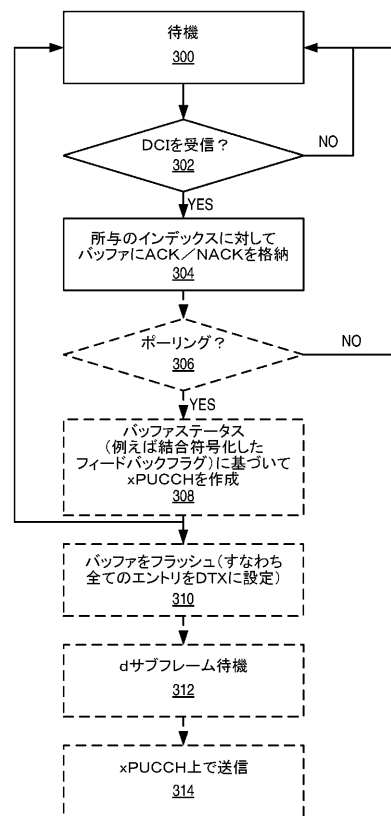 待機
300
DCIを受信？
302
NO
YES
所与のインデックスに対して
バッファにACK／NACKを格納
304
ポーリング？
306
NO
YES
バッファステータス
（例えば結合符号化した
フィードバックフラグ）に基づいて
xPUCCHを作成
308
バッファをフラッシュ（すなわち
全てのエントリをDTXに設定）
310
dサブフレーム待機
312
xPUCCH上で送信
314